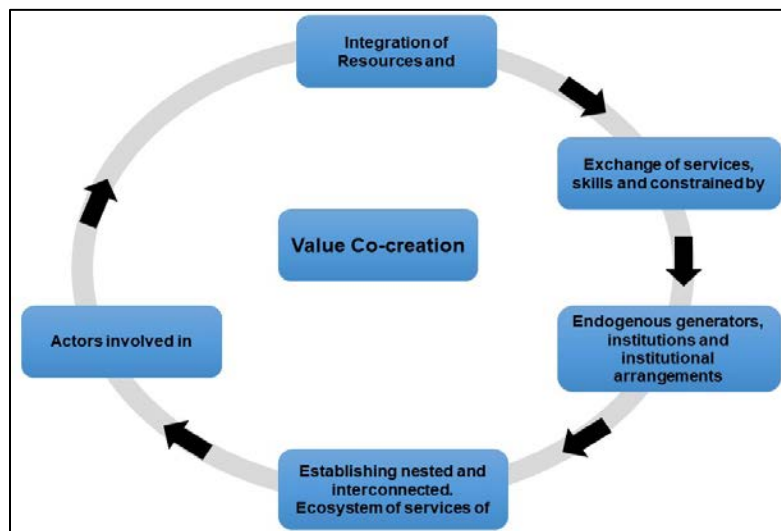 Integration of
Resources and
Exchange of services,
skills and constrained by
Value Co-creation
Actors involved in
Endogenous generators,
institutions and
institutional
arrangements
Establishing nested and
interconnected.
Ecosystem of services of